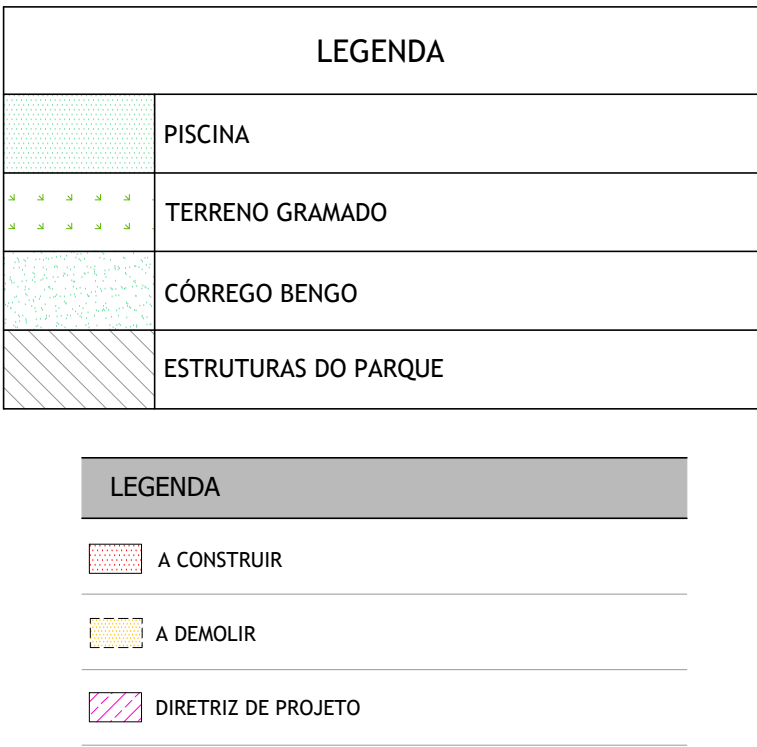 LEGENDA
PISCINA
TERRENO GRAMADO
CÓRREGO BENGO
ESTRUTURAS DO PARQUE
LEGENDA
A CONSTRUIR
A DEMOLIR
DIRETRIZ DE PROJETO